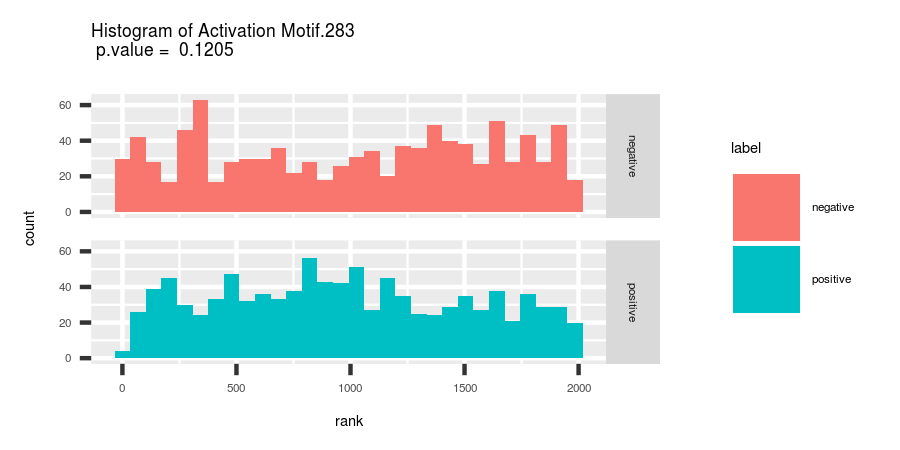 Histogram of Activation Motif.283
p.value = 0.1205
count
60
40
20
0
negative
60
40
20
0
positive
0 500 1000 1500 2000
rank
label
negative
positive